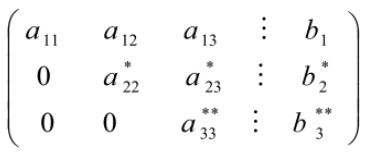 a₁₁ a₁₂ a₁₃ ⋮ b₁
0 a*₂₂ a*₂₃ ⋮ b*₂
0 0 a**₃₃ ⋮ b**₃